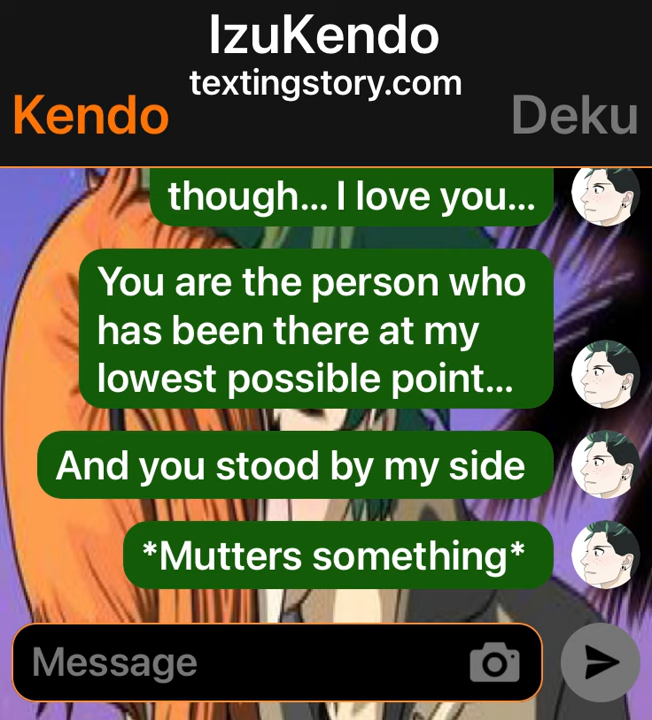 IzuKendo
textingstory.com
Kendo
Deku
though... I love you...
You are the person who
has been there at my
lowest possible point...
And you stood by my side
*Mutters something*
Message